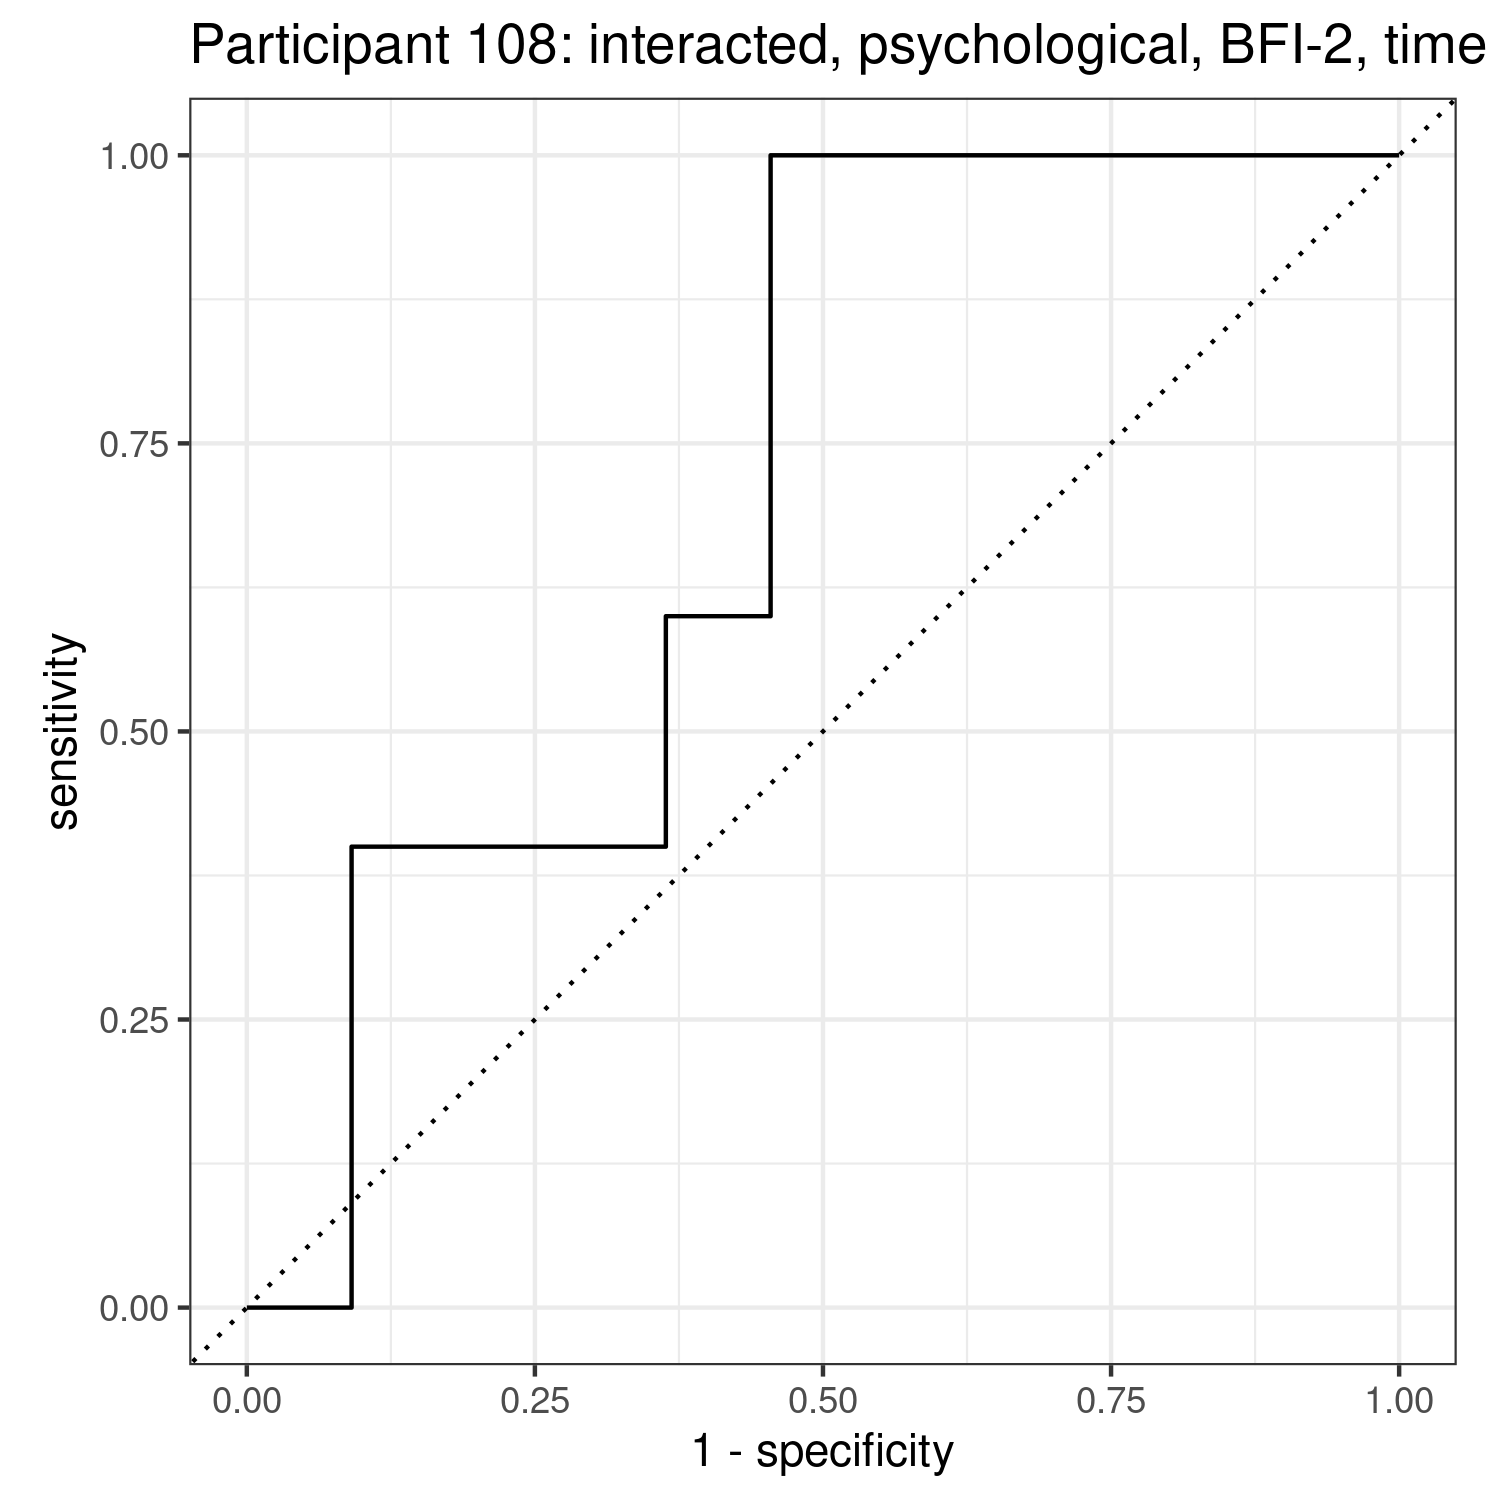 Participant 108: interacted, psychological, BFI-2, time
1.00
0.75
0.50
0.25
0.00
sensitivity
0.00 0.25 0.50 0.75 1.00
1 - specificity